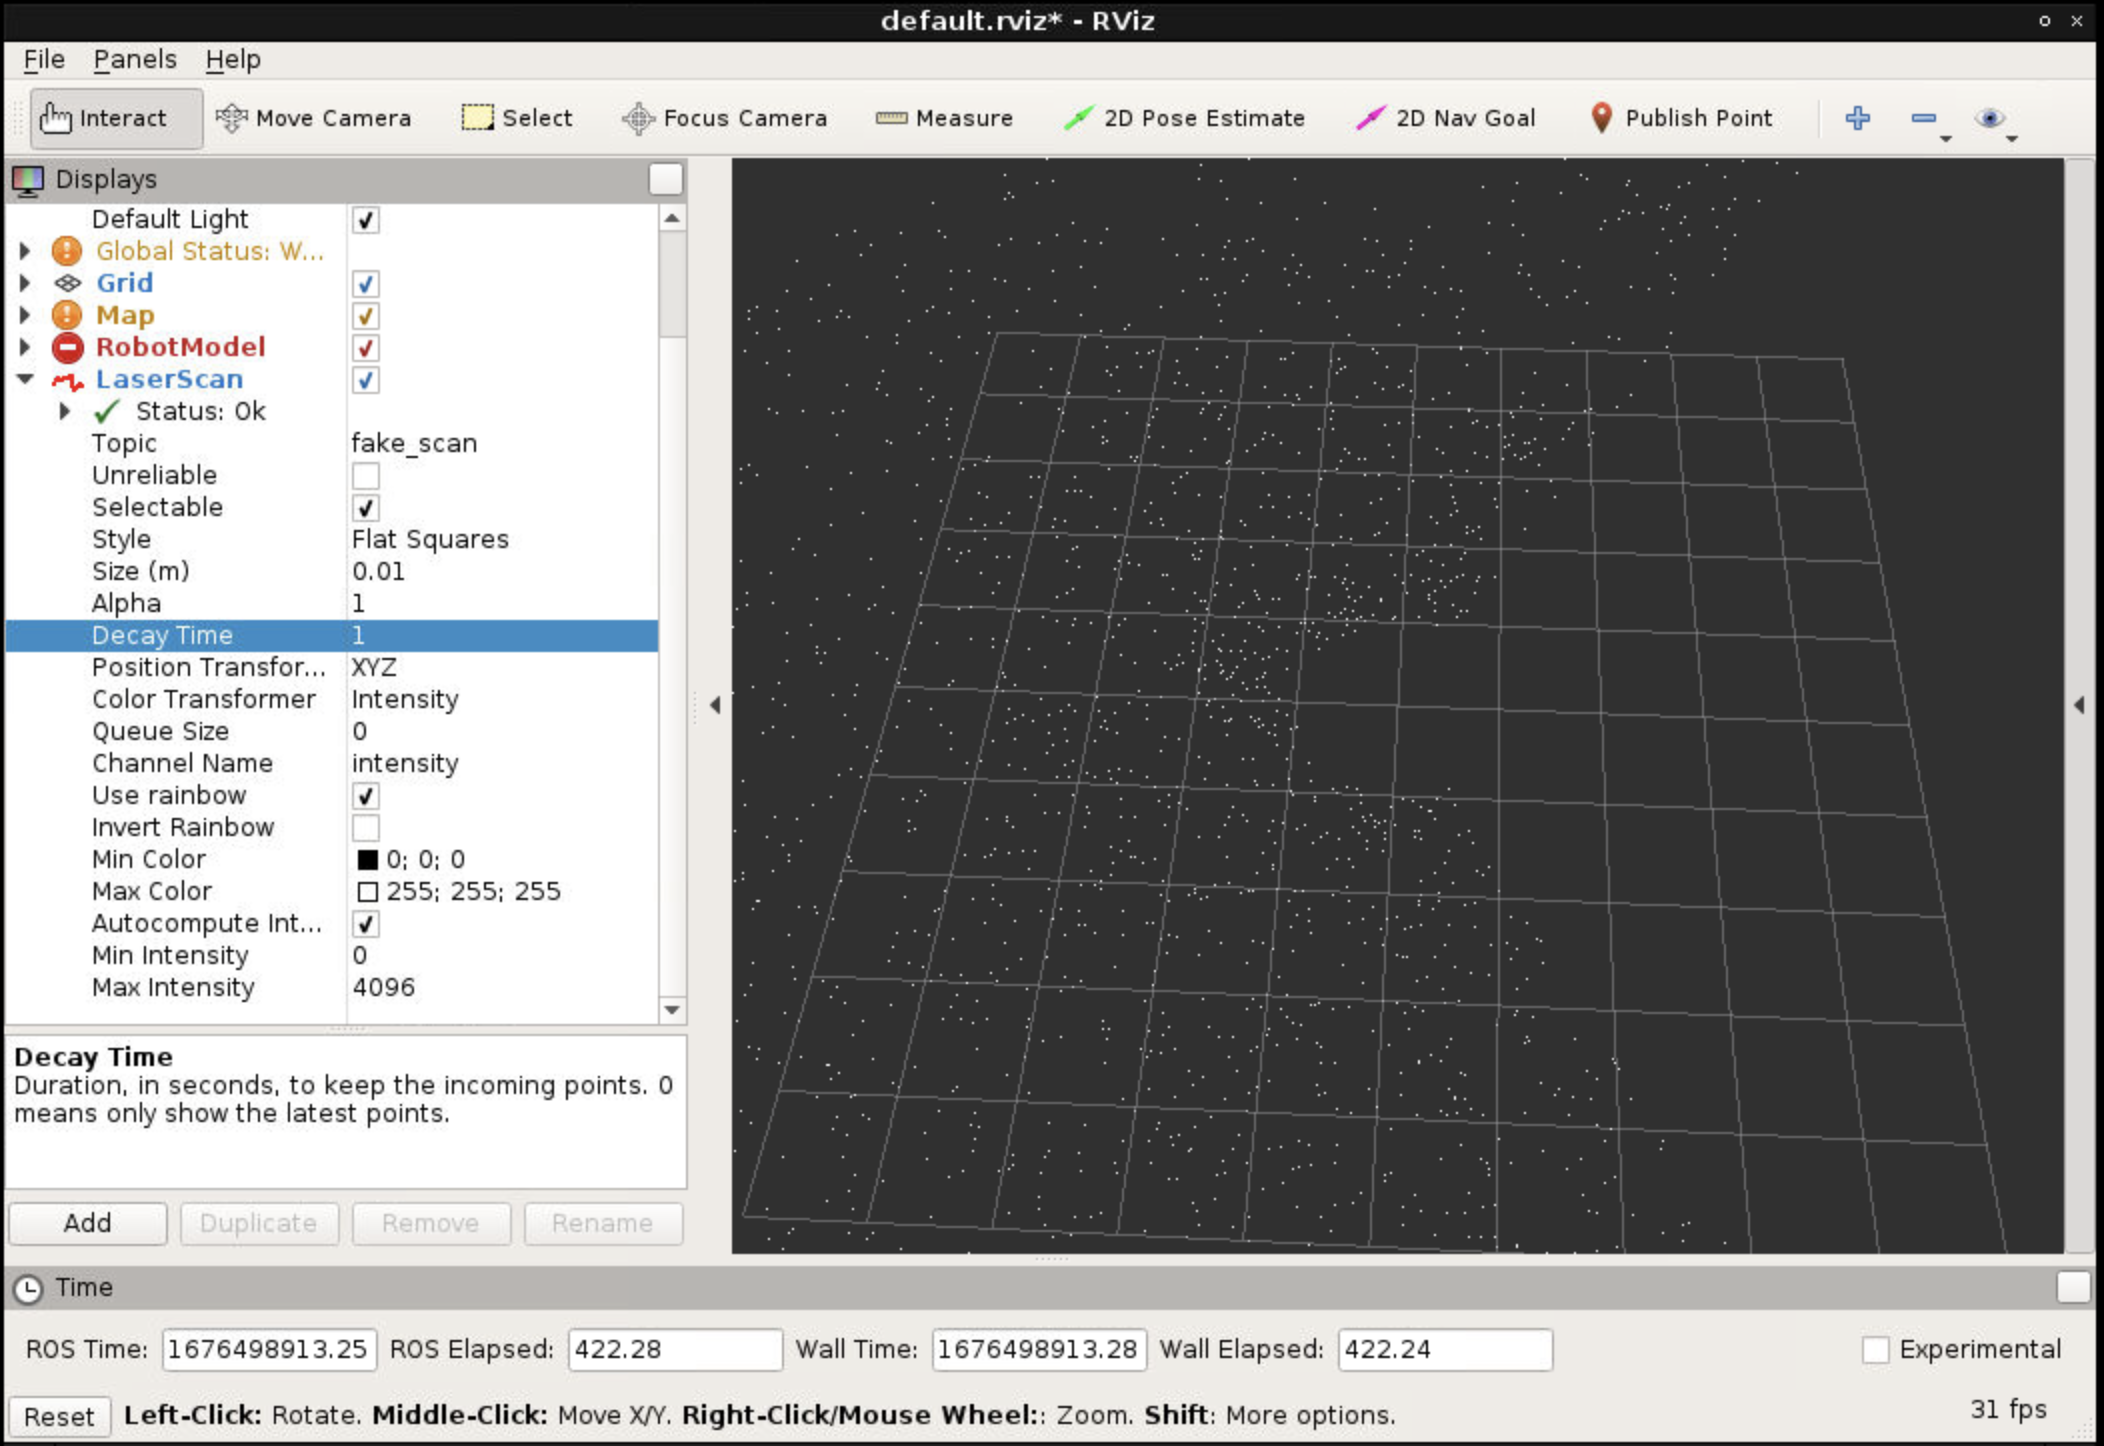 default.rviz* - RViz
File Panels Help
Interact Move Camera Select Focus Camera Measure 2D Pose Estimate 2D Nav Goal Publish Point
Displays
Default Light
Global Status: W...
Grid
Map
RobotModel
LaserScan
Status: Ok
Topic fake_scan
Unreliable
Selectable
Style Flat Squares
Size (m) 0.01
Alpha 1
Decay Time 1
Position Transfor... XYZ
Color Transformer Intensity
Queue Size 0
Channel Name intensity
Use rainbow
Invert Rainbow
Min Color 0; 0; 0
Max Color 255; 255; 255
Autocompute Int...
Min Intensity 0
Max Intensity 4096
Decay Time
Duration, in seconds, to keep the incoming points. 0
means only show the latest points.
Add Duplicate Remove Rename
Time
ROS Time: 1676498913.25 ROS Elapsed: 422.28 Wall Time: 1676498913.28 Wall Elapsed: 422.24 Experimental
Reset Left-Click: Rotate. Middle-Click: Move X/Y. Right-Click/Mouse Wheel:: Zoom. Shift: More options. 31 fps